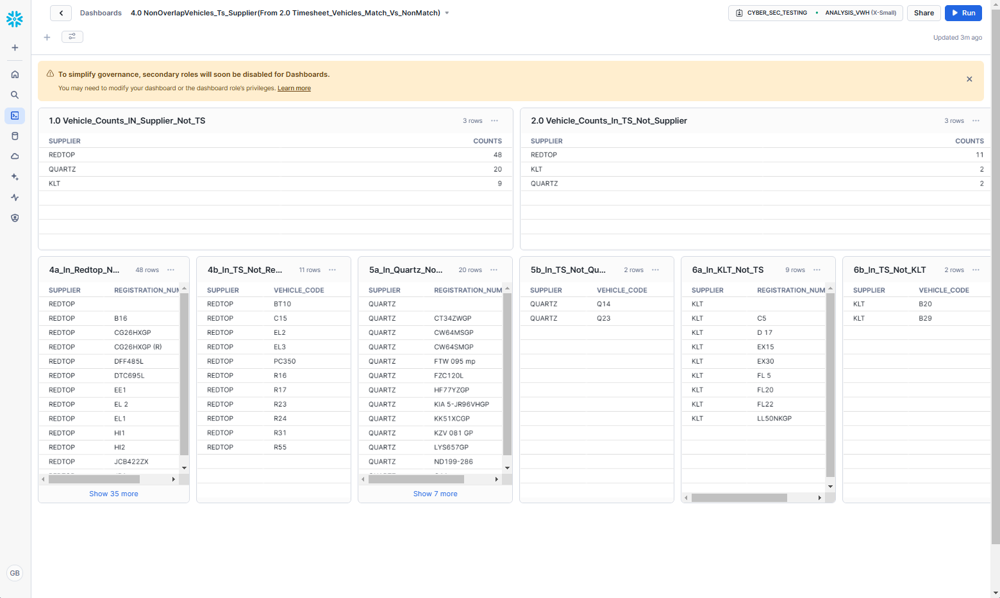 Dashboards 4.0 NonOverlapVehicles_Ts_Supplier(From 2.0 Timesheet_Vehicles_Match_Vs_NonMatch)
CYBER_SEC_TESTING • ANALYSIS_VWH (X-Small) Share Run
Updated 3m ago
To simplify governance, secondary roles will soon be disabled for Dashboards.
You may need to modify your dashboard or the dashboard role's privileges. Learn more
1.0 Vehicle_Counts_IN_Supplier_Not_TS 3 rows
SUPPLIER COUNTS
REDTOP 48
QUARTZ 20
KLT 9
2.0 Vehicle_Counts_In_TS_Not_Supplier 3 rows
SUPPLIER COUNTS
REDTOP 11
KLT 2
QUARTZ 2
4a_In_Redtop_N... 48 rows
SUPPLIER REGISTRATION_NUM
REDTOP
REDTOP B16
REDTOP CG26HXGP
REDTOP CG26HXGP (R)
REDTOP DFF485L
REDTOP DTC695L
REDTOP EE1
REDTOP EL 2
REDTOP EL1
REDTOP HI1
REDTOP HI2
REDTOP JCB422ZX
Show 35 more
4b_In_TS_Not_Re... 11 rows
SUPPLIER VEHICLE_CODE
REDTOP BT10
REDTOP C15
REDTOP EL2
REDTOP EL3
REDTOP PC350
REDTOP R16
REDTOP R17
REDTOP R23
REDTOP R24
REDTOP R31
REDTOP R55
5a_In_Quartz_No... 20 rows
SUPPLIER REGISTRATION_NUM
QUARTZ
QUARTZ CT34ZWGP
QUARTZ CW64MSGP
QUARTZ CW64SMGP
QUARTZ FTW 095 mp
QUARTZ FZC120L
QUARTZ HF77YZGP
QUARTZ KIA 5-JR96VHGP
QUARTZ KK51XCGP
QUARTZ KZV 081 GP
QUARTZ LYS657GP
QUARTZ ND199-286
Show 7 more
5b_In_TS_Not_Qu... 2 rows
SUPPLIER VEHICLE_CODE
QUARTZ Q14
QUARTZ Q23
6a_In_KLT_Not_TS 9 rows
SUPPLIER REGISTRATION_NUM
KLT
KLT C5
KLT D 17
KLT EX15
KLT EX30
KLT FL 5
KLT FL20
KLT FL22
KLT LL50NKGP
6b_In_TS_Not_KLT 2 rows
SUPPLIER VEHICLE_CODE
KLT B20
KLT B29
GB